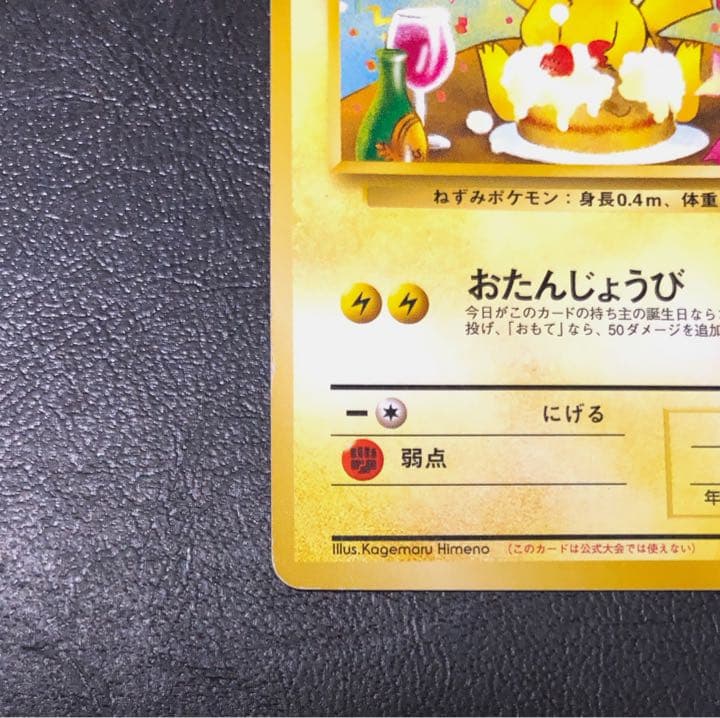 ねずみポケモン：身長0.4m、体重
おたんじょうび
今日がこのカードの持ち主の誕生日なら
投げ、「おもて」なら、50ダメージを追加
にげる
弱点
年
Illus.Kagemaru Himeno （このカードは公式大会では使えない）